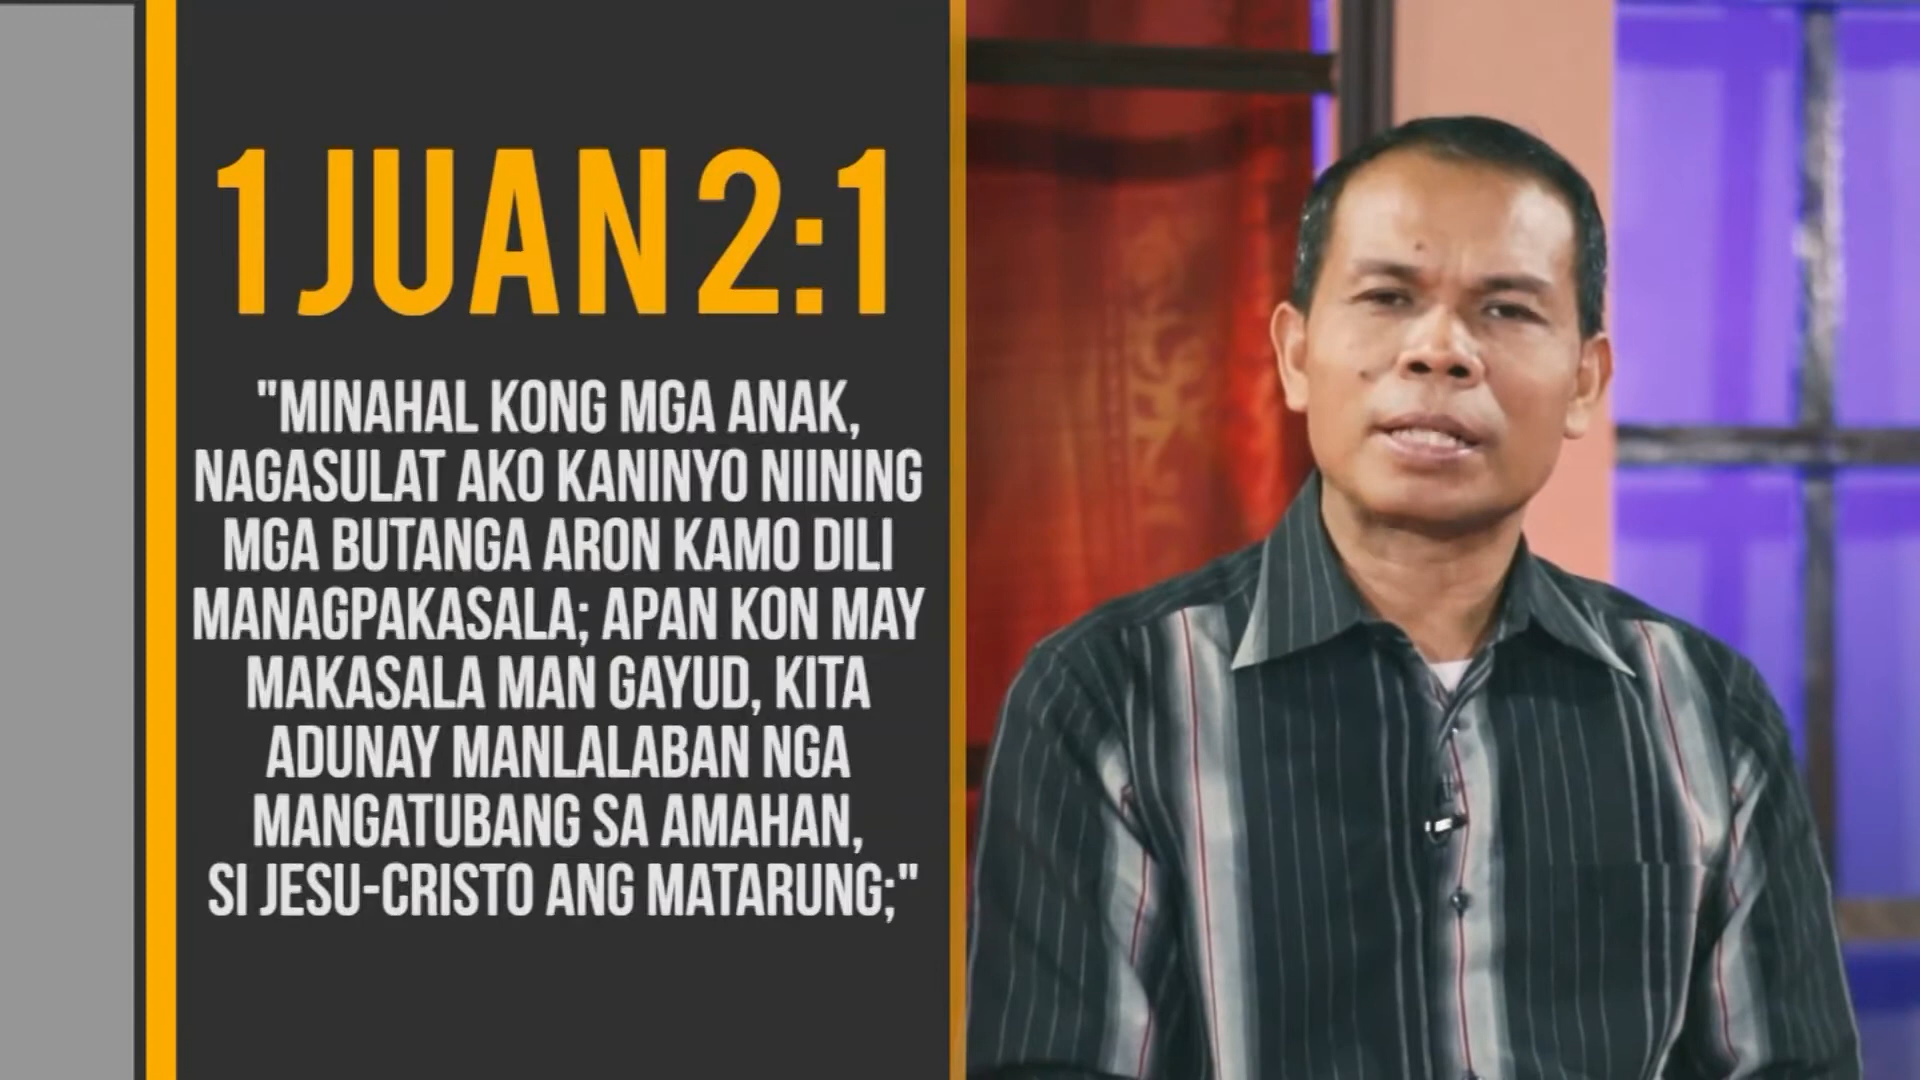 1 JUAN 2:1
"MINAHAL KONG MGA ANAK,
NAGASULAT AKO KANINYO NIINING
MGA BUTANGA ARON KAMO DILI
MANAGPAKASALA; APAN KON MAY
MAKASALA MAN GAYUD, KITA
ADUNAY MANLALABAN NGA
MANGATUBANG SA AMAHAN,
SI JESU-CRISTO ANG MATARUNG;"